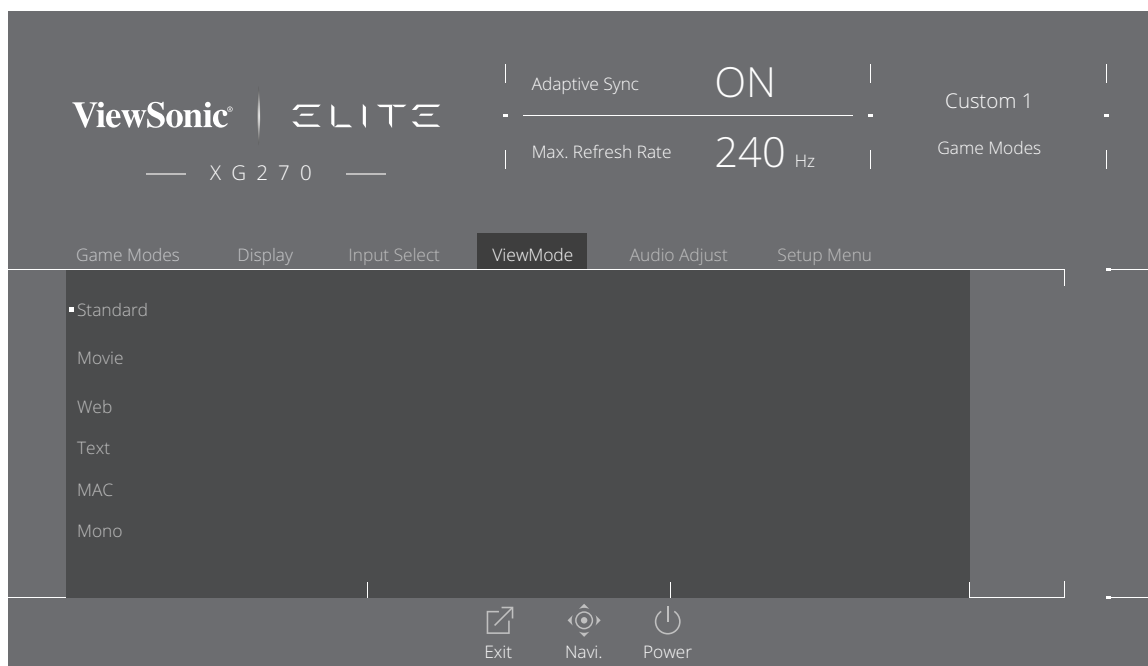 ViewSonic® ELITE
XG270
Adaptive Sync ON
Max. Refresh Rate 240 Hz
Custom 1
Game Modes
Game Modes Display Input Select ViewMode Audio Adjust Setup Menu
Standard
Movie
Web
Text
MAC
Mono
Exit Navi. Power